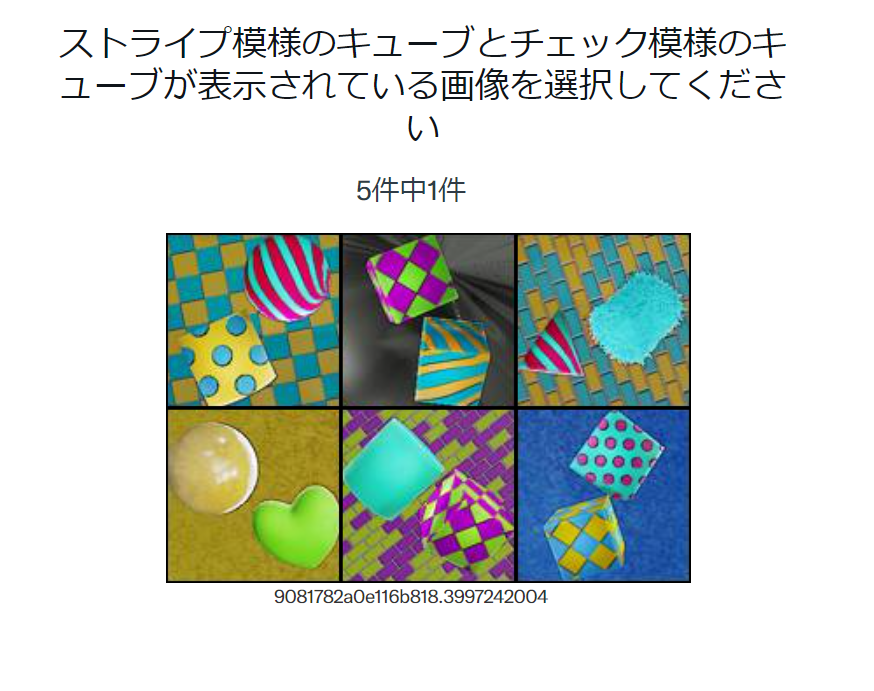 ストライプ模様のキューブとチェック模様のキ
ューブが表示されている画像を選択してくださ
い
5件中1件
9081782a0e116b818.3997242004